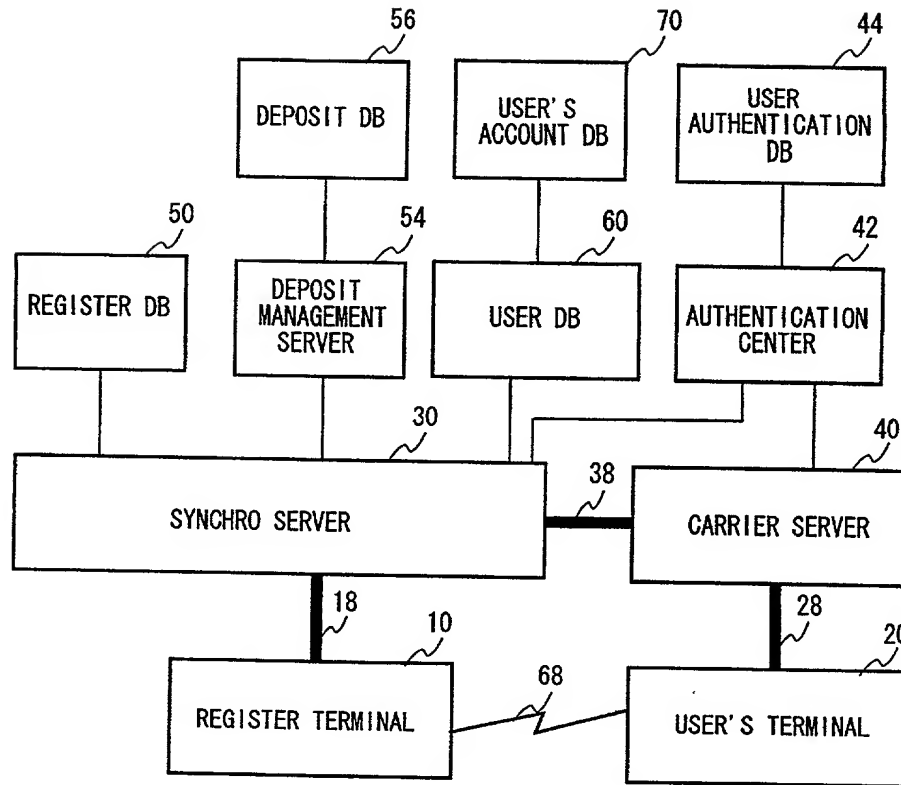 56
70
44
DEPOSIT DB
USER'S
ACCOUNT DB
USER
AUTHENTICATION
DB
50
54
60
42
REGISTER DB
DEPOSIT
MANAGEMENT
SERVER
USER DB
AUTHENTICATION
CENTER
30
40
SYNCHRO SERVER
38
CARRIER SERVER
18
10
28
20
REGISTER TERMINAL
68
USER'S TERMINAL